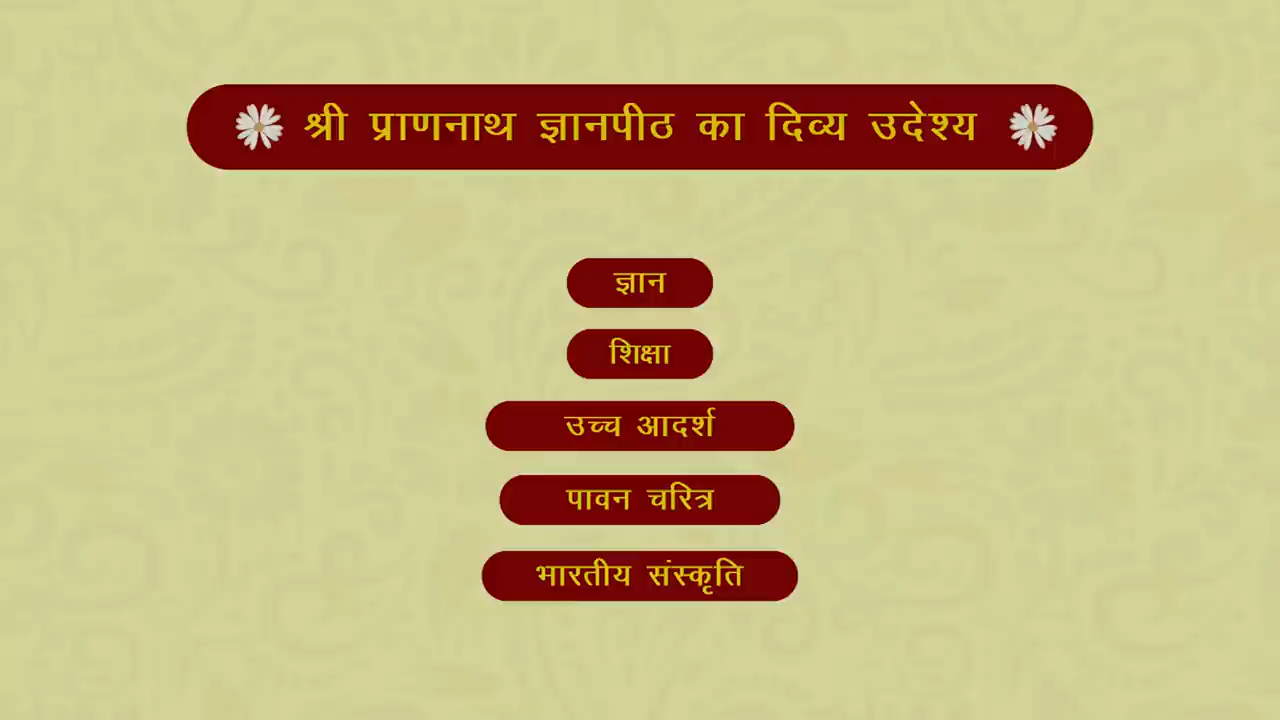 श्री प्राणनाथ ज्ञानपीठ का दिव्य उदेश्य
ज्ञान
शिक्षा
उच्च आदर्श
पावन चरित्र
भारतीय संस्कृति